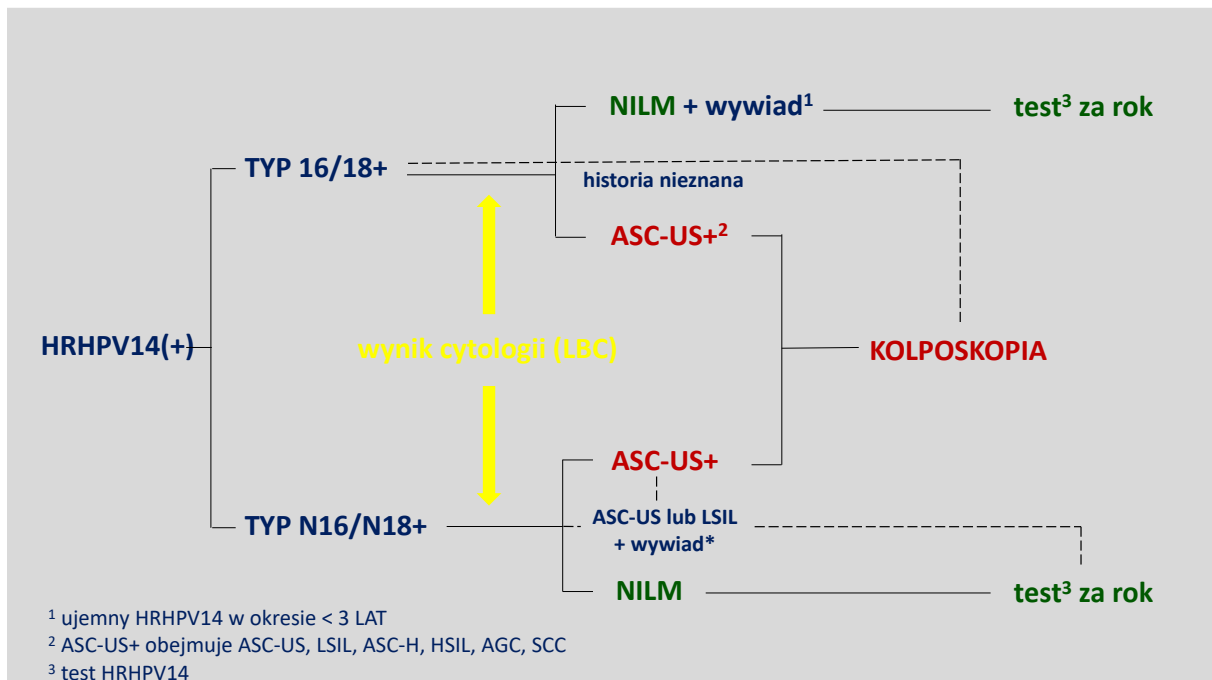 NILM + wywiad¹
test³ za rok
TYP 16/18+
historia nieznana
ASC-US+²
HRHPV14(+)
wynik cytologii (LBC)
KOLPOSKOPIA
ASC-US+
TYP N16/N18+
ASC-US lub LSIL
+ wywiad*
NILM
test³ za rok
¹ ujemny HRHPV14 w okresie < 3 LAT
² ASC-US+ obejmuje ASC-US, LSIL, ASC-H, HSIL, AGC, SCC
³ test HRHPV14